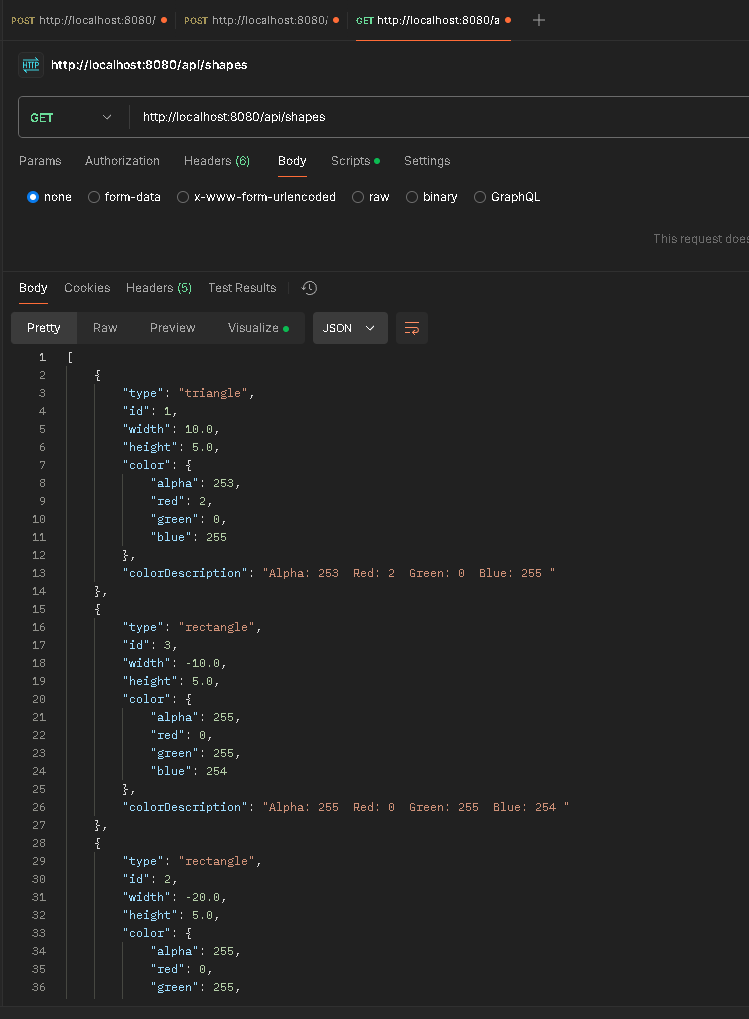 POST http://localhost:8080/ POST http://localhost:8080/ GET http://localhost:8080/a
HTTP http://localhost:8080/api/shapes
GET http://localhost:8080/api/shapes
Params Authorization Headers (6) Body Scripts Settings
none form-data x-www-form-urlencoded raw binary GraphQL
This request does
Body Cookies Headers (5) Test Results
Pretty Raw Preview Visualize JSON
1 [
2 {
3 "type": "triangle",
4 "id": 1,
5 "width": 10.0,
6 "height": 5.0,
7 "color": {
8 "alpha": 253,
9 "red": 2,
10 "green": 0,
11 "blue": 255
12 },
13 "colorDescription": "Alpha: 253  Red: 2  Green: 0  Blue: 255 "
14 },
15 {
16 "type": "rectangle",
17 "id": 3,
18 "width": -10.0,
19 "height": 5.0,
20 "color": {
21 "alpha": 255,
22 "red": 0,
23 "green": 255,
24 "blue": 254
25 },
26 "colorDescription": "Alpha: 255  Red: 0  Green: 255  Blue: 254 "
27 },
28 {
29 "type": "rectangle",
30 "id": 2,
31 "width": -20.0,
32 "height": 5.0,
33 "color": {
34 "alpha": 255,
35 "red": 0,
36 "green": 255,